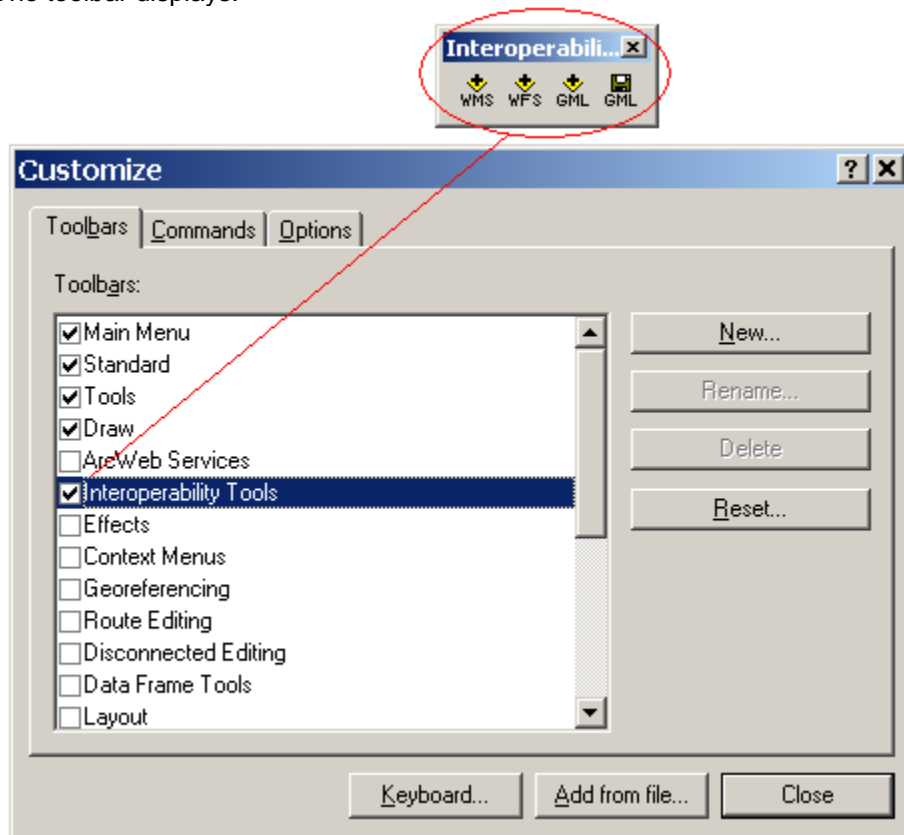 The toolbar displays.
Interoperabili...
WMS WFS GML GML
Customize
Toolbars Commands Options
Toolbars:
Main Menu
Standard
Tools
Draw
ArcWeb Services
Interoperability Tools
Effects
Context Menus
Georeferencing
Route Editing
Disconnected Editing
Data Frame Tools
Layout
New...
Rename...
Delete
Reset...
Keyboard... Add from file... Close